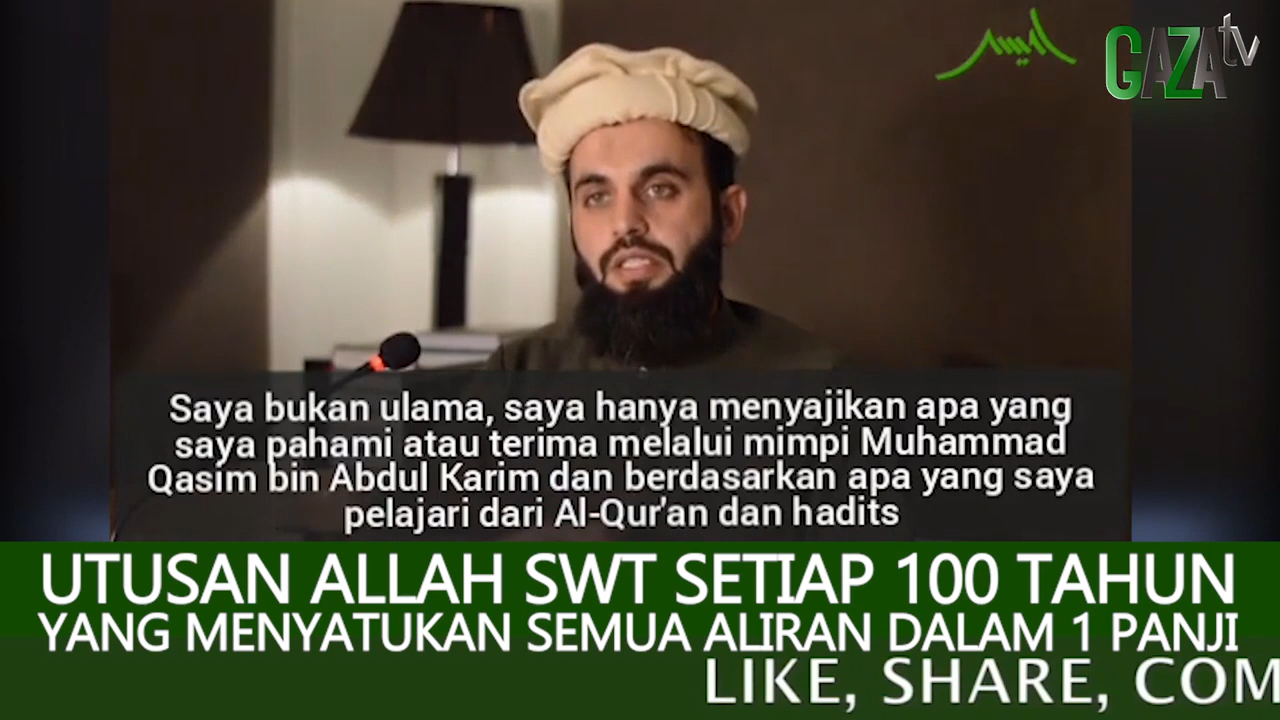 GAZA tv
Saya bukan ulama, saya hanya menyajikan apa yang
saya pahami atau terima melalui mimpi Muhammad
Qasim bin Abdul Karim dan berdasarkan apa yang saya
pelajari dari Al-Qur'an dan hadits
UTUSAN ALLAH SWT SETIAP 100 TAHUN
YANG MENYATUKAN SEMUA ALIRAN DALAM 1 PANJI
LIKE, SHARE, COM